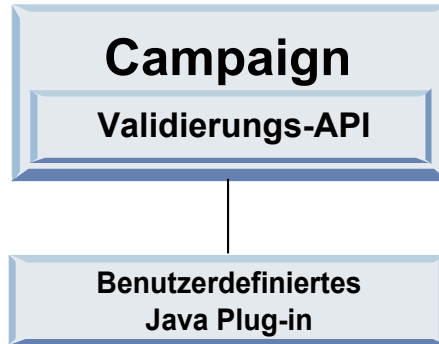 Campaign
Validierungs-API
Benutzerdefiniertes
Java Plug-in